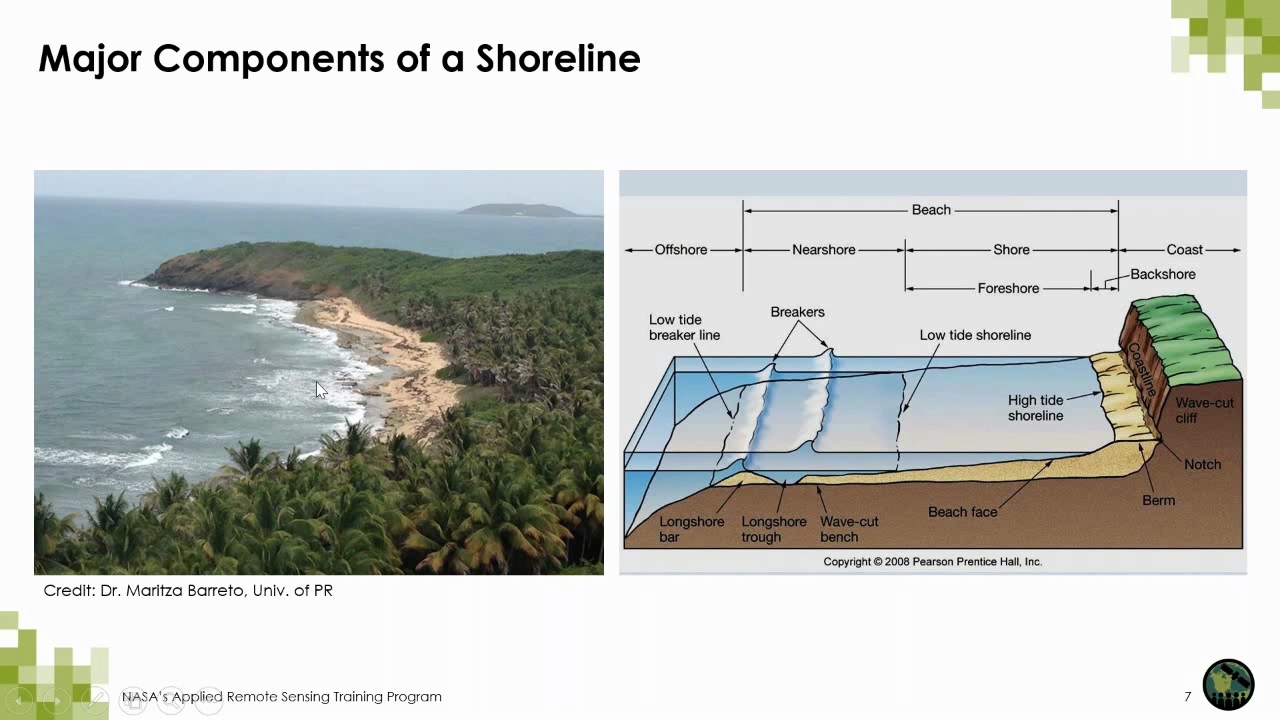 Major Components of a Shoreline
Beach
Offshore
Nearshore
Shore
Coast
Backshore
Foreshore
Breakers
Low tide
breaker line
Low tide shoreline
Coastline
High tide
shoreline
Wave-cut
cliff
Notch
Berm
Beach face
Longshore
bar
Longshore
trough
Wave-cut
bench
Copyright © 2008 Pearson Prentice Hall, Inc.
Credit: Dr. Maritza Barreto, Univ. of PR
NASA's Applied Remote Sensing Training Program
7